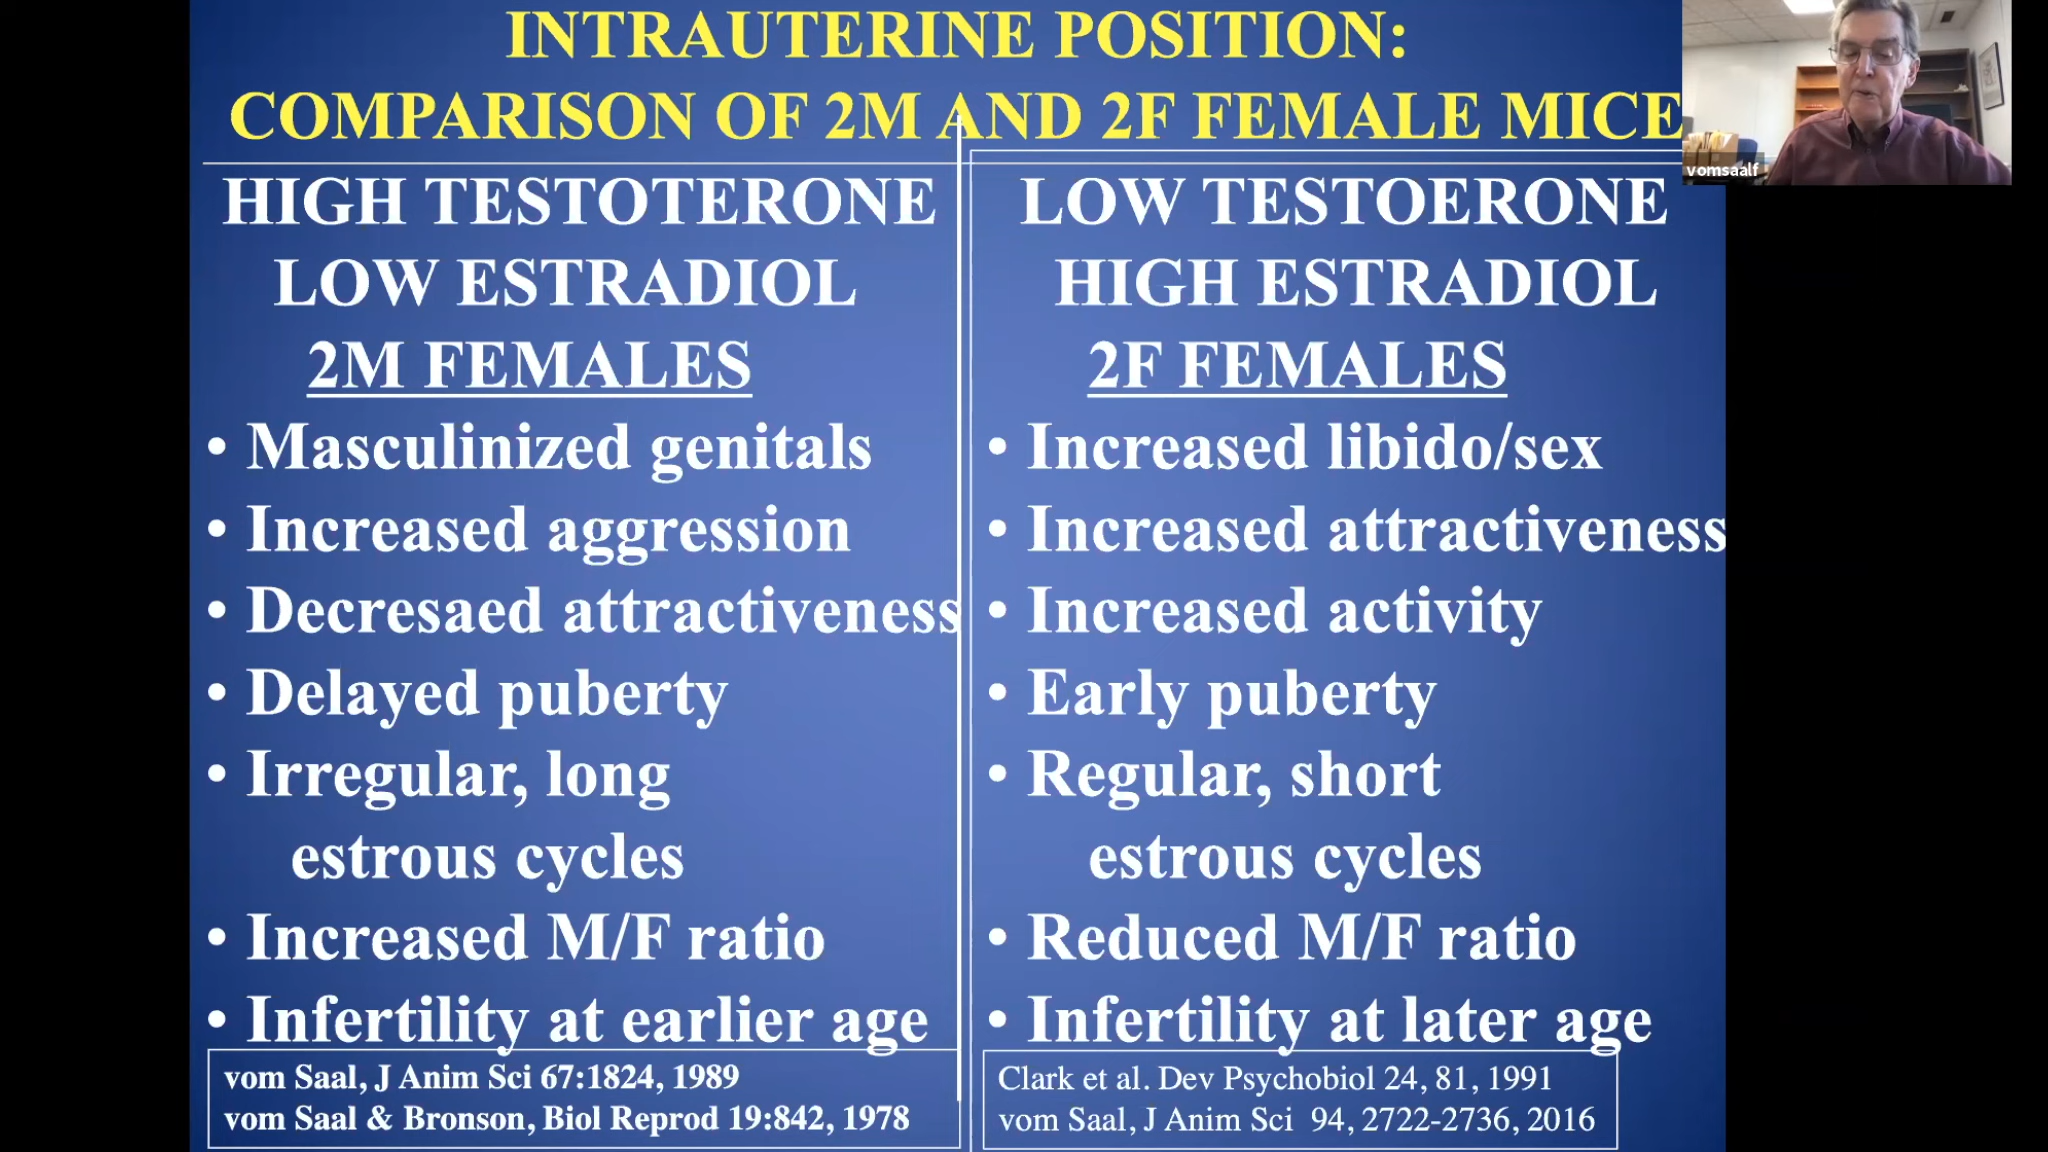 INTRAUTERINE POSITION:
COMPARISON OF 2M AND 2F FEMALE MICE
vomsaalf
HIGH TESTOTERONE
LOW ESTRADIOL
2M FEMALES
• Masculinized genitals
• Increased aggression
• Decresaed attractiveness
• Delayed puberty
• Irregular, long
estrous cycles
• Increased M/F ratio
• Infertility at earlier age
vom Saal, J Anim Sci 67:1824, 1989
vom Saal & Bronson, Biol Reprod 19:842, 1978
LOW TESTOERONE
HIGH ESTRADIOL
2F FEMALES
• Increased libido/sex
• Increased attractiveness
• Increased activity
• Early puberty
• Regular, short
estrous cycles
• Reduced M/F ratio
• Infertility at later age
Clark et al. Dev Psychobiol 24, 81, 1991
vom Saal, J Anim Sci 94, 2722-2736, 2016